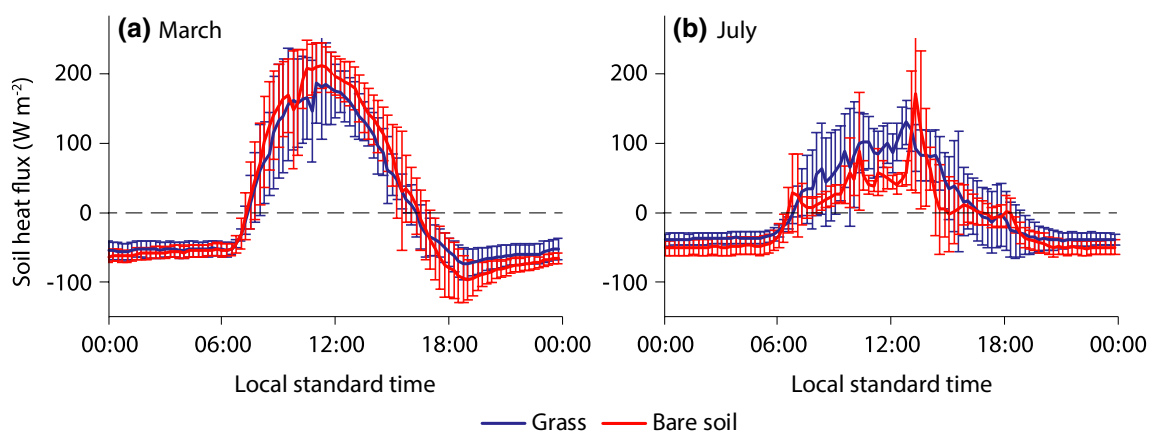 (a) March
(b) July
Soil heat flux (W m⁻²)
200
100
0
-100
200
100
0
-100
00:00 06:00 12:00 18:00 00:00
00:00 06:00 12:00 18:00 00:00
Local standard time
Local standard time
Grass Bare soil